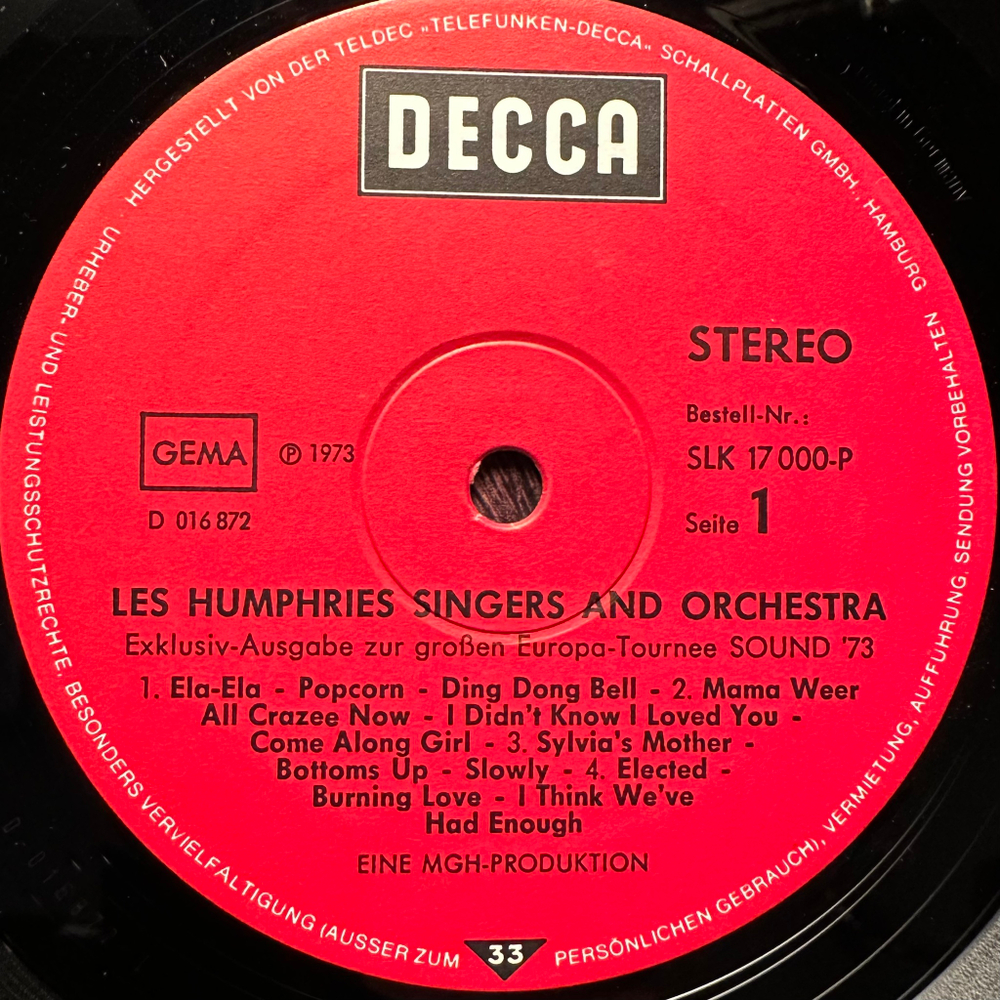 HERGESTELLT VON DER TELDEC „TELEFUNKEN-DECCA„ SCHALLPLATTEN GMBH, HAMBURG
URHEBER- UND LEISTUNGSSCHUTZRECHTE, BESONDERS VERVIELFALTIGUNG (AUSSER ZUM PERSÖNLICHEN GEBRAUCH), VERMIETUNG, AUFFÜHRUNG, SENDUNG VORBEHALTEN
DECCA
STEREO
Bestell-Nr.:
SLK 17 000-P
Seite 1
GEMA ℗ 1973
D 016 872
LES HUMPHRIES SINGERS AND ORCHESTRA
Exklusiv-Ausgabe zur großen Europa-Tournee SOUND '73
1. Ela-Ela - Popcorn - Ding Dong Bell - 2. Mama Weer
All Crazee Now - I Didn't Know I Loved You -
Come Along Girl - 3. Sylvia's Mother -
Bottoms Up - Slowly - 4. Elected -
Burning Love - I Think We've
Had Enough
EINE MGH-PRODUKTION
33